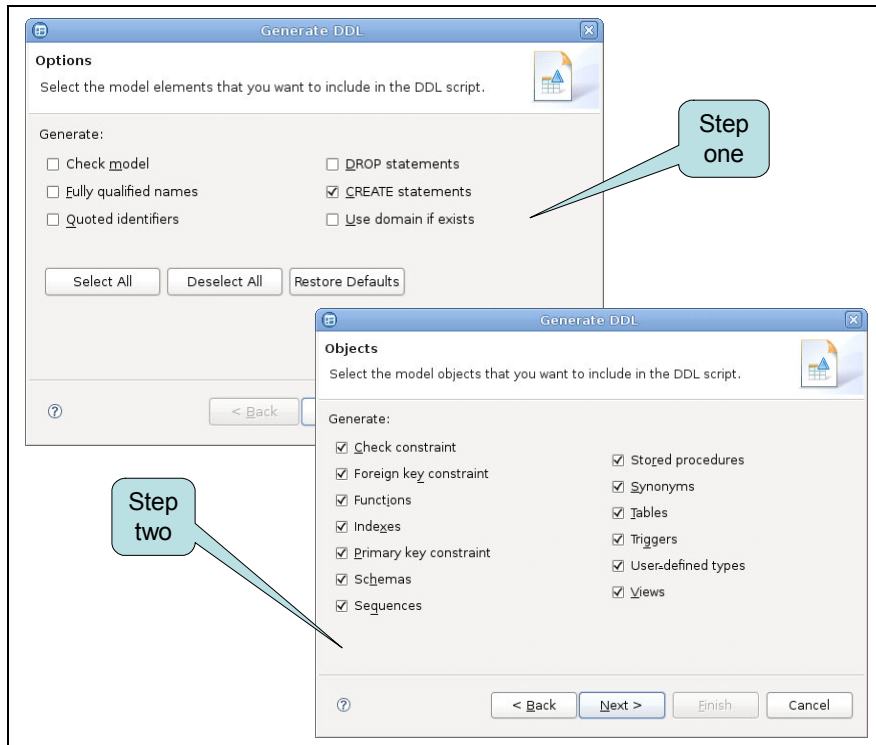 Generate DDL
Options
Select the model elements that you want to include in the DDL script.
Generate:
Check model
Fully qualified names
Quoted identifiers
DROP statements
CREATE statements
Use domain if exists
Select All Deselect All Restore Defaults
< Back
Step
one
Generate DDL
Objects
Select the model objects that you want to include in the DDL script.
Generate:
Check constraint
Foreign key constraint
Functions
Indexes
Primary key constraint
Schemas
Sequences
Stored procedures
Synonyms
Tables
Triggers
User-defined types
Views
< Back Next > Finish Cancel
Step
two